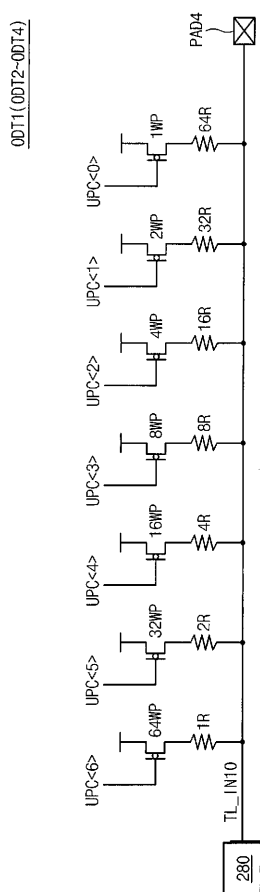 ODT1(ODT2~ODT4)
PAD4
UPC<6>
64WP
1R
UPC<5>
32WP
2R
UPC<4>
16WP
4R
UPC<3>
8WP
8R
UPC<2>
4WP
16R
UPC<1>
2WP
32R
UPC<0>
1WP
64R
TL_IN10
280